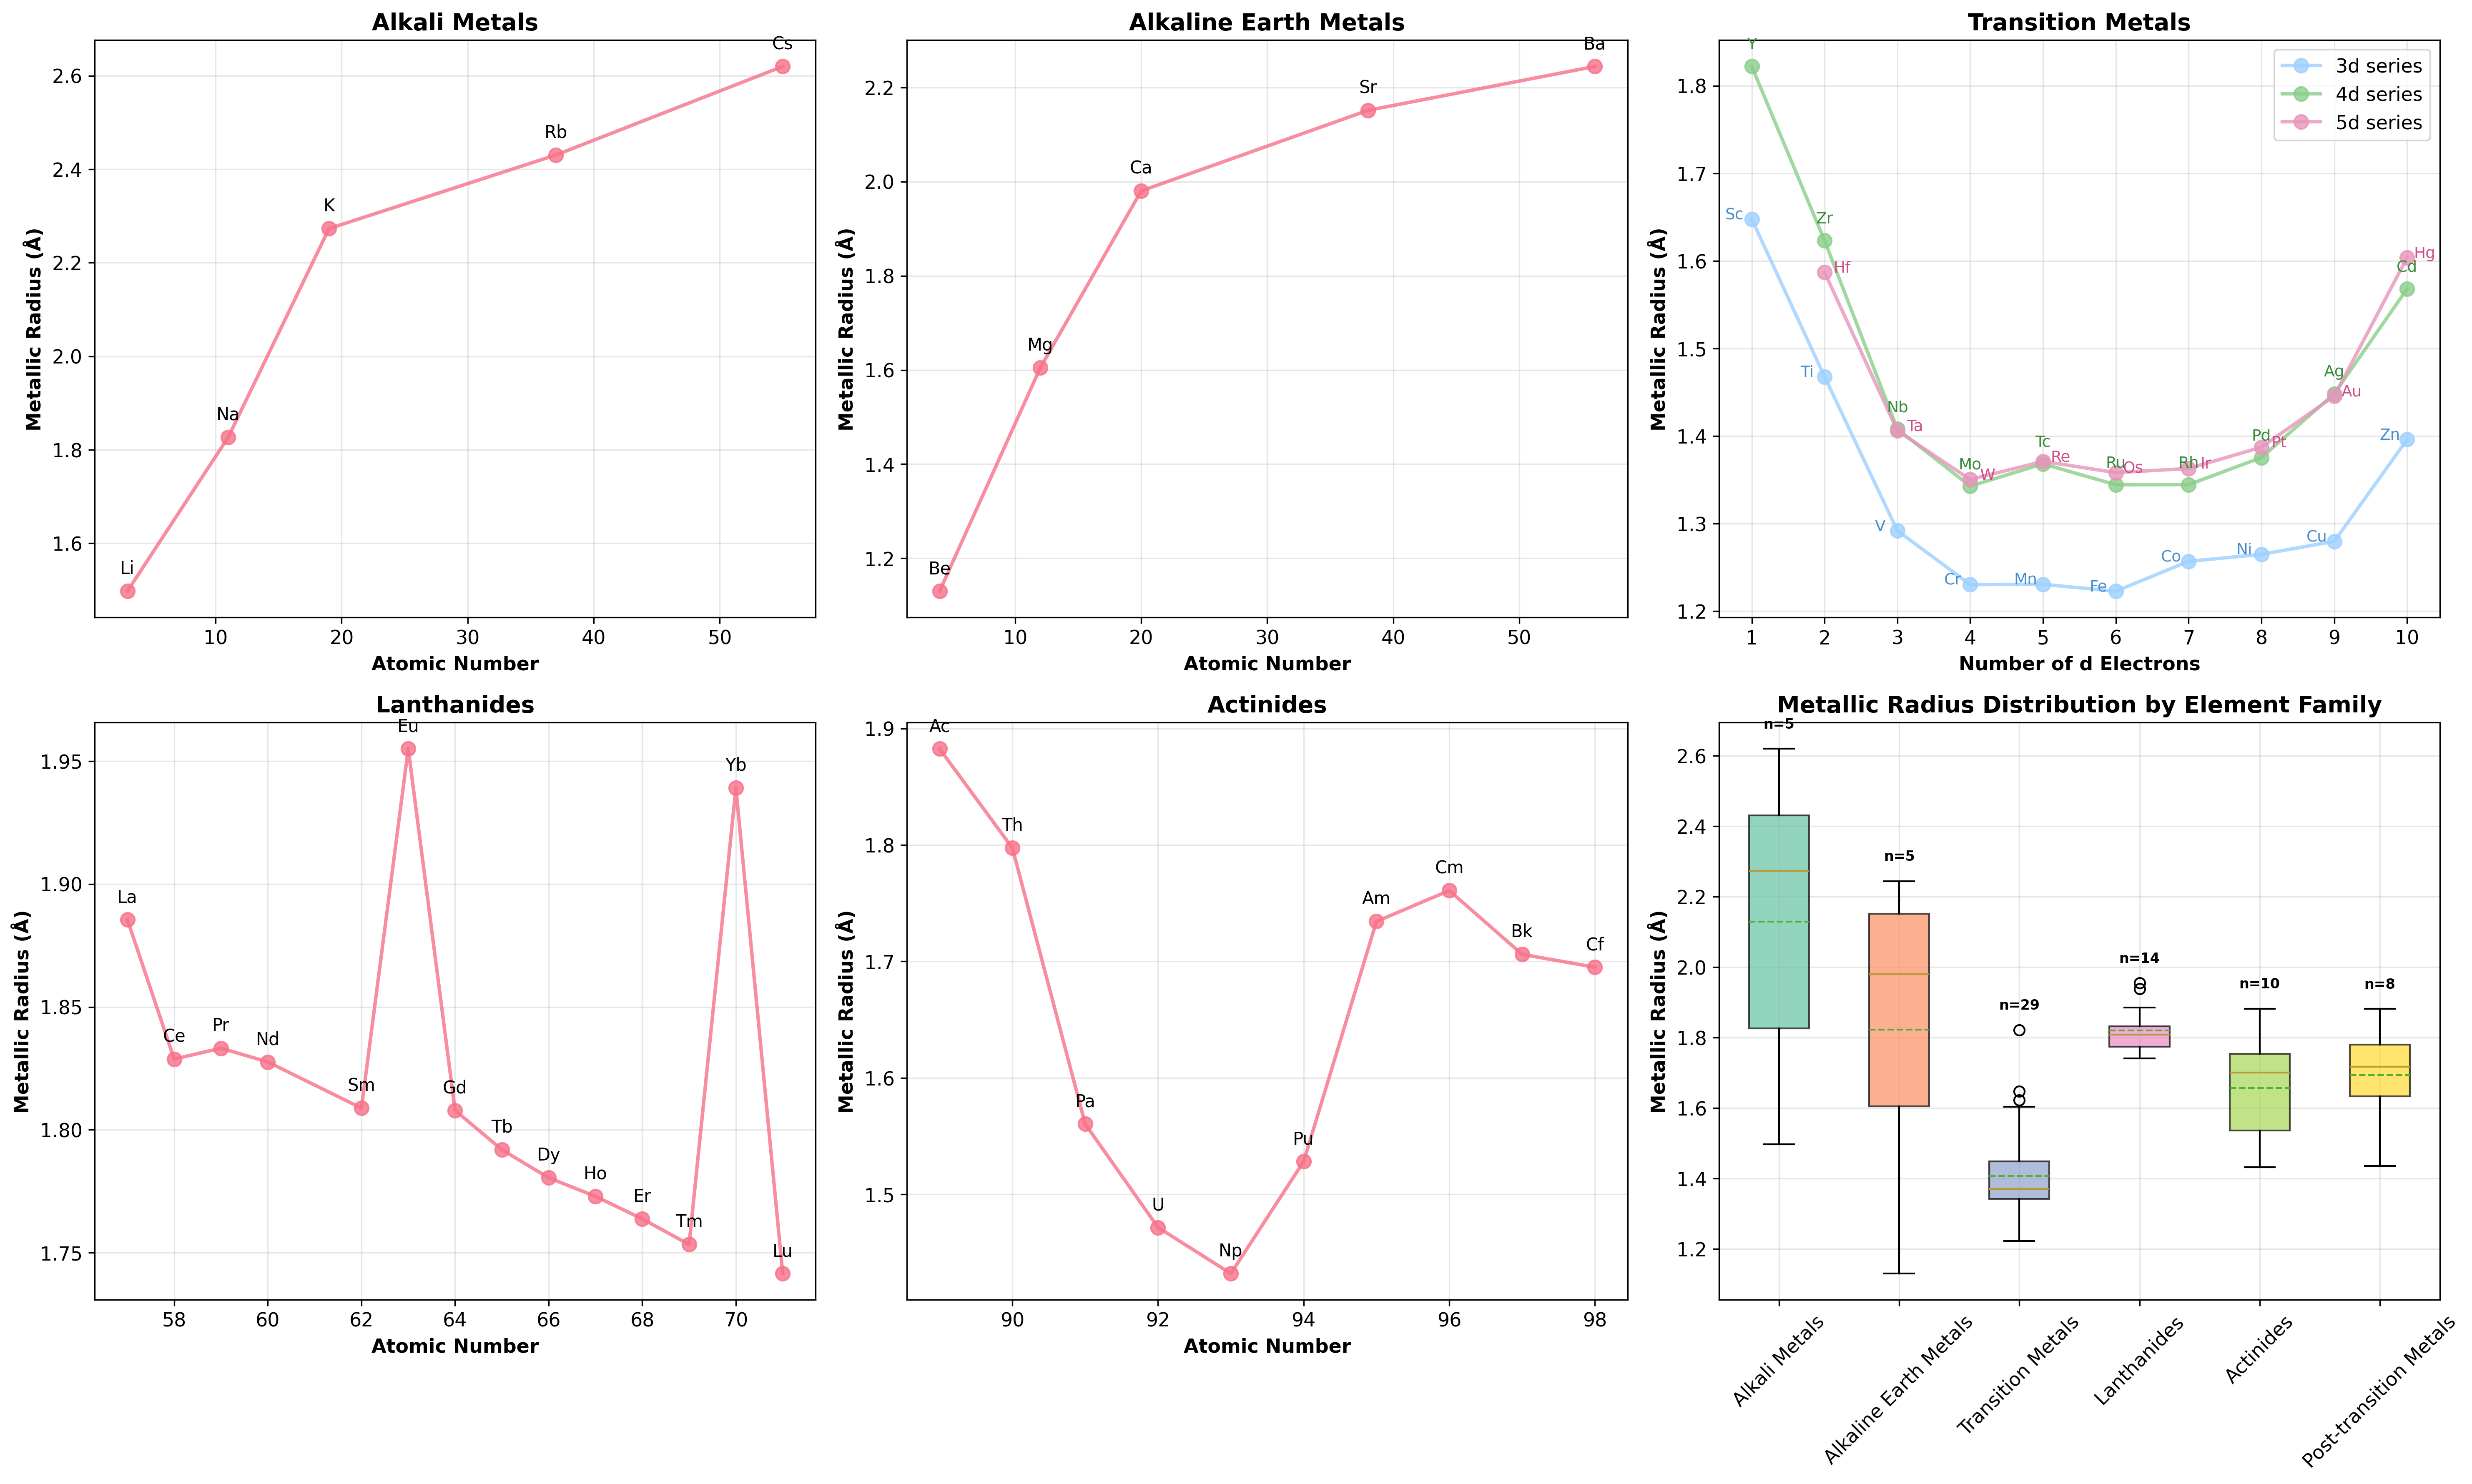 Alkali Metals
Metallic Radius (Å)
2.6
2.4
2.2
2.0
1.8
1.6
Li
Na
K
Rb
Cs
10
20
30
40
50
Atomic Number
Alkaline Earth Metals
Metallic Radius (Å)
2.2
2.0
1.8
1.6
1.4
1.2
Be
Mg
Ca
Sr
Ba
10
20
30
40
50
Atomic Number
Transition Metals
3d series
4d series
5d series
Metallic Radius (Å)
1.8
1.7
1.6
1.5
1.4
1.3
1.2
Sc
Ti
V
Cr
Mn
Fe
Co
Ni
Cu
Zn
Y
Zr
Nb
Mo
Tc
Ru
Rh
Pd
Ag
Cd
Hf
Ta
W
Re
Os
Ir
Pt
Au
Hg
1
2
3
4
5
6
7
8
9
10
Number of d Electrons
Lanthanides
Metallic Radius (Å)
1.95
1.90
1.85
1.80
1.75
La
Ce
Pr
Nd
Sm
Eu
Gd
Tb
Dy
Ho
Er
Tm
Yb
Lu
58
60
62
64
66
68
70
Atomic Number
Actinides
Metallic Radius (Å)
1.9
1.8
1.7
1.6
1.5
Ac
Th
Pa
U
Np
Pu
Am
Cm
Bk
Cf
90
92
94
96
98
Atomic Number
Metallic Radius Distribution by Element Family
Metallic Radius (Å)
2.6
2.4
2.2
2.0
1.8
1.6
1.4
1.2
n=5
n=5
n=29
n=14
n=10
n=8
Alkali Metals
Alkaline Earth Metals
Transition Metals
Lanthanides
Actinides
Post-transition Metals